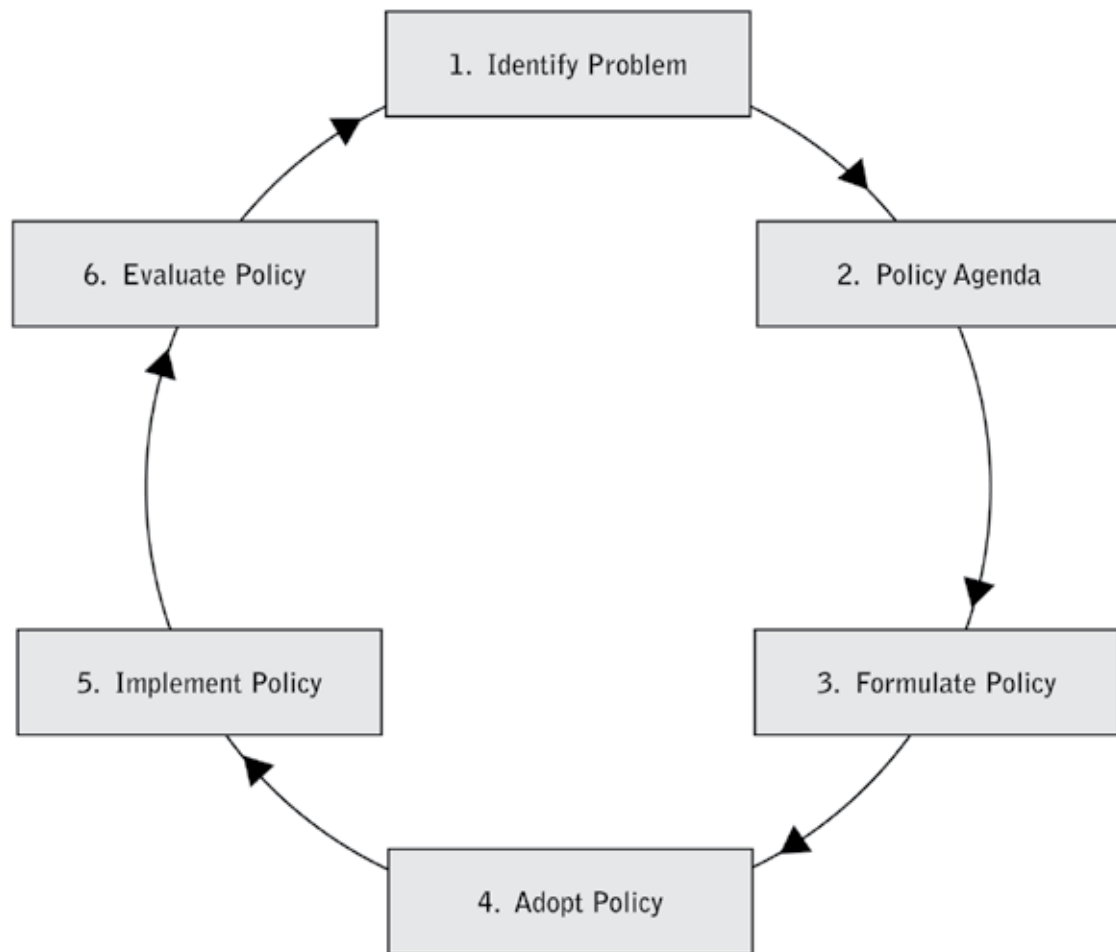 1. Identify Problem
2. Policy Agenda
3. Formulate Policy
4. Adopt Policy
5. Implement Policy
6. Evaluate Policy